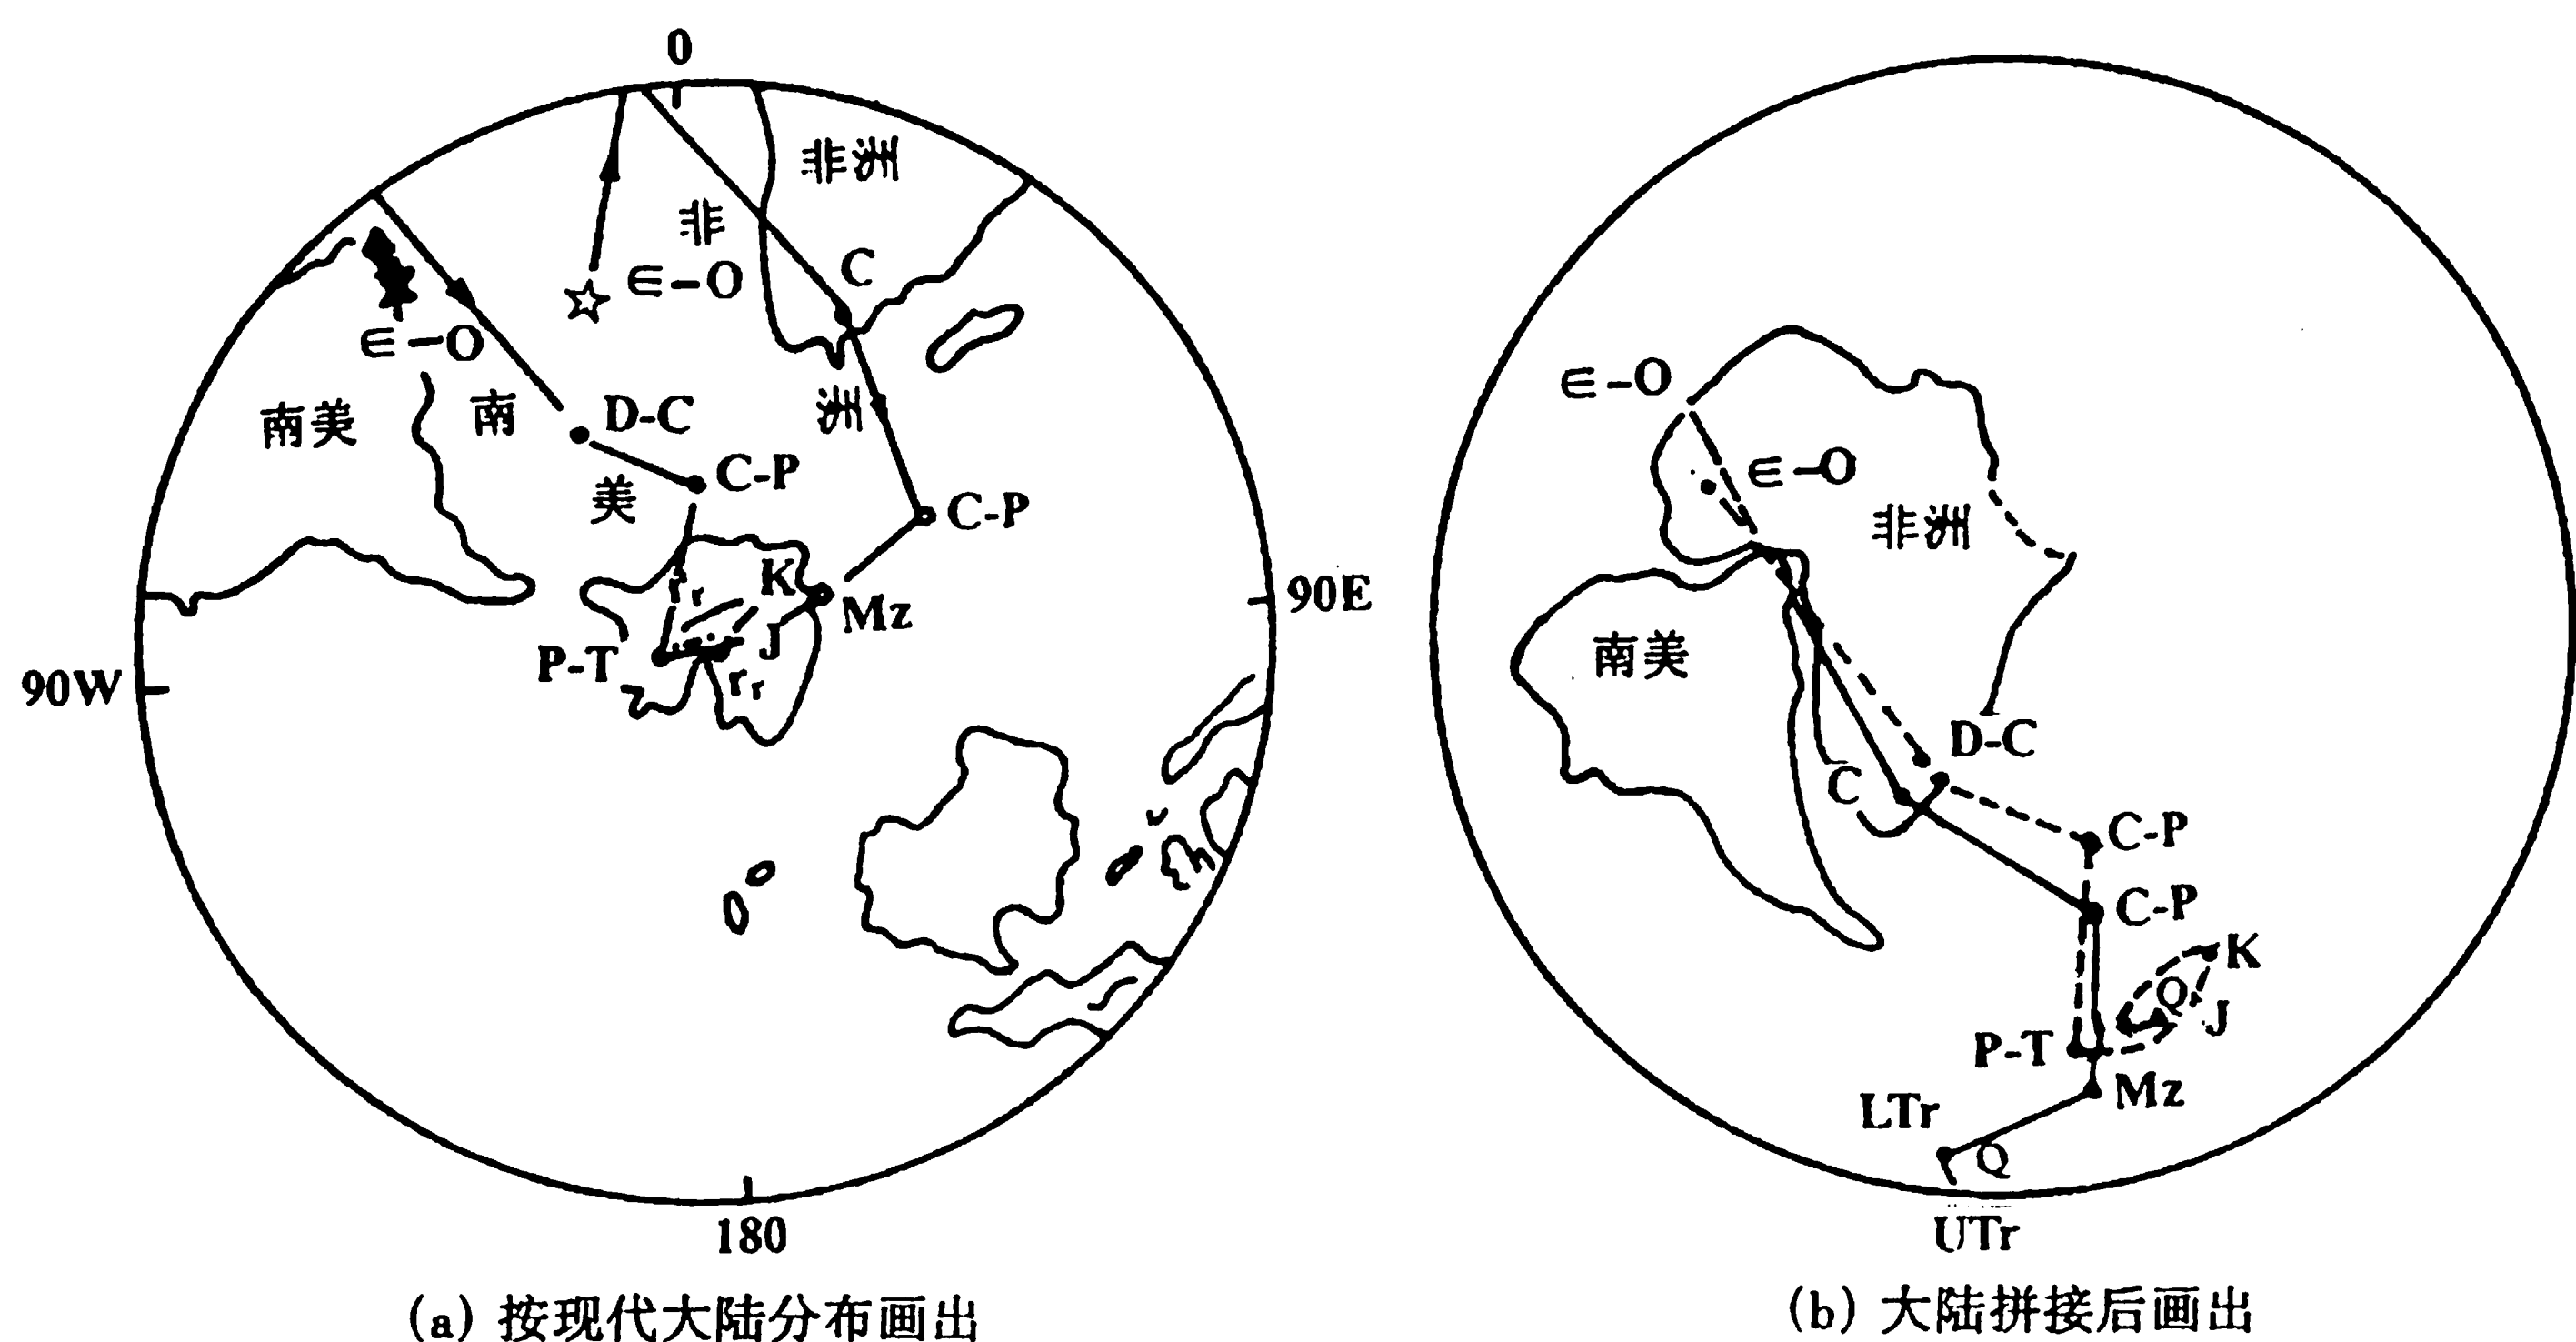 0
非洲
非
C
∈-O
∈-O
南美
南
D-C
洲
美
C-P
C-P
K
90E
Mz
P-T
J
90W
180
(a) 按现代大陆分布画出
∈-O
∈-O
非洲
南美
D-C
C
C-P
C-P
K
Q
J
P-T
Mz
LTr
Q
UTr
(b) 大陆拼接后画出